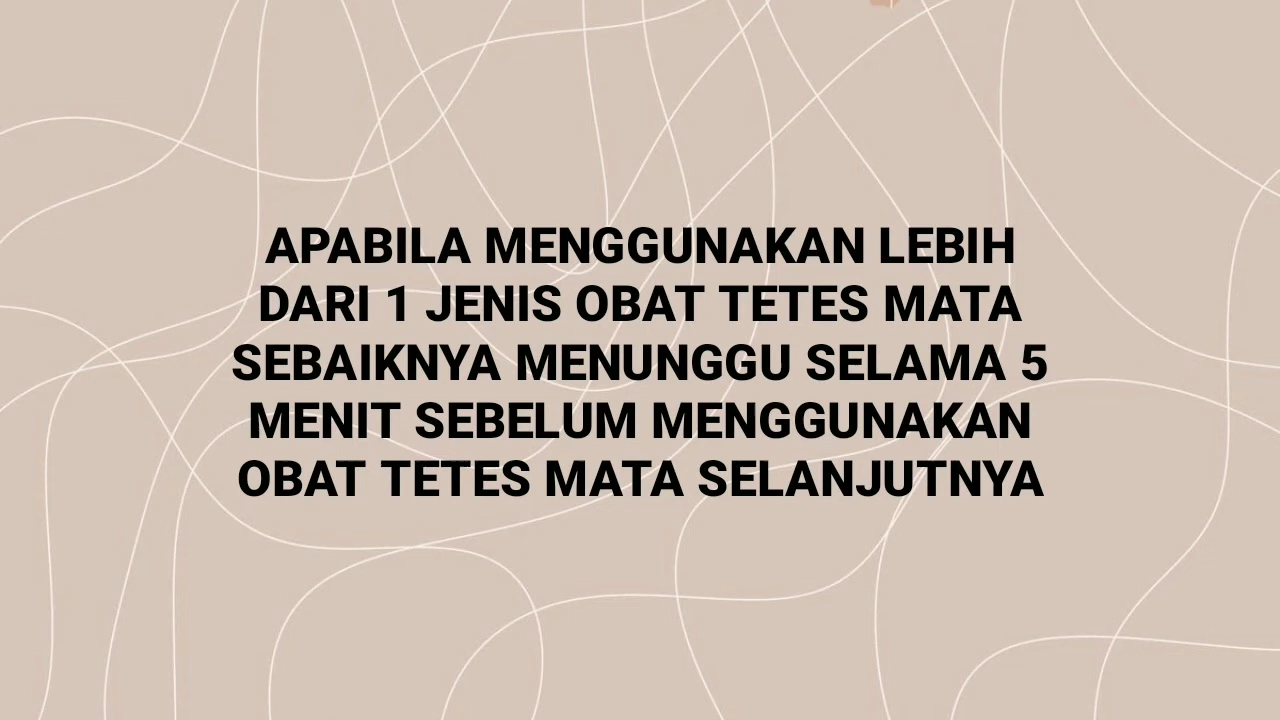 APABILA MENGGUNAKAN LEBIH
DARI 1 JENIS OBAT TETES MATA
SEBAIKNYA MENUNGGU SELAMA 5
MENIT SEBELUM MENGGUNAKAN
OBAT TETES MATA SELANJUTNYA